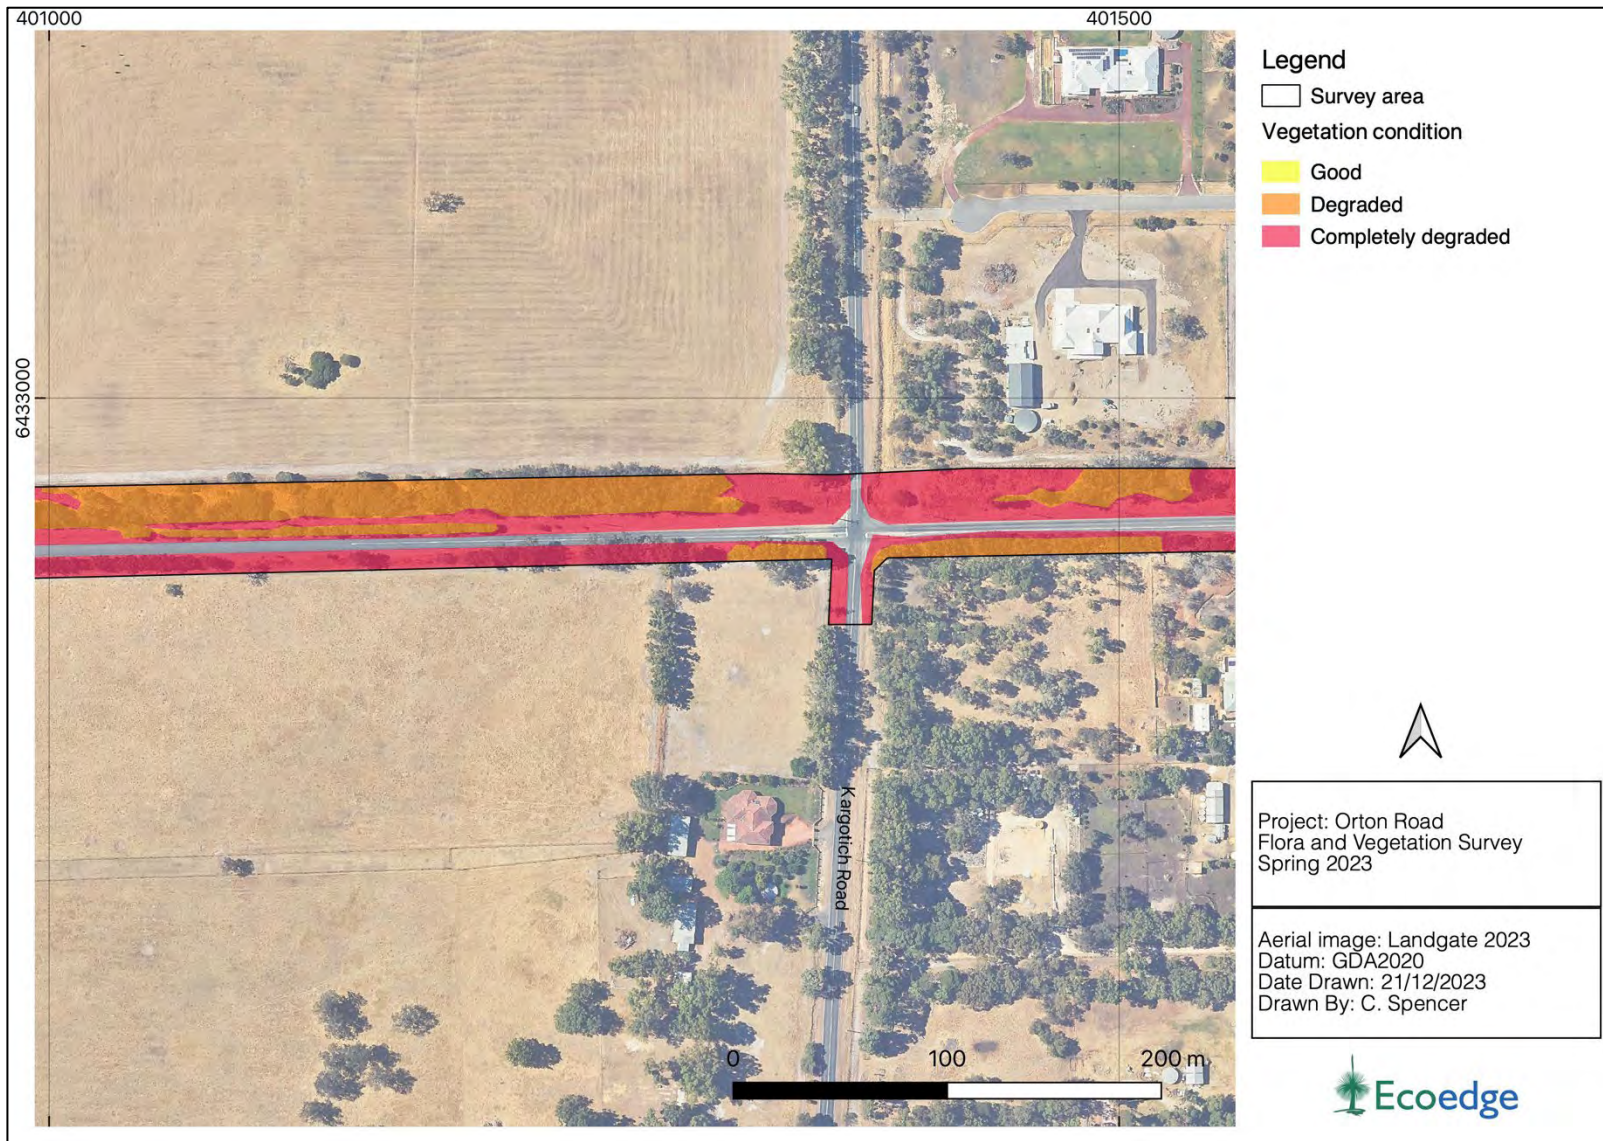 401000
401500
6433000
Legend
Survey area
Vegetation condition
Good
Degraded
Completely degraded
Kargotich Road
0 100 200 m
Project: Orton Road
Flora and Vegetation Survey
Spring 2023
Aerial image: Landgate 2023
Datum: GDA2020
Date Drawn: 21/12/2023
Drawn By: C. Spencer
Ecoedge